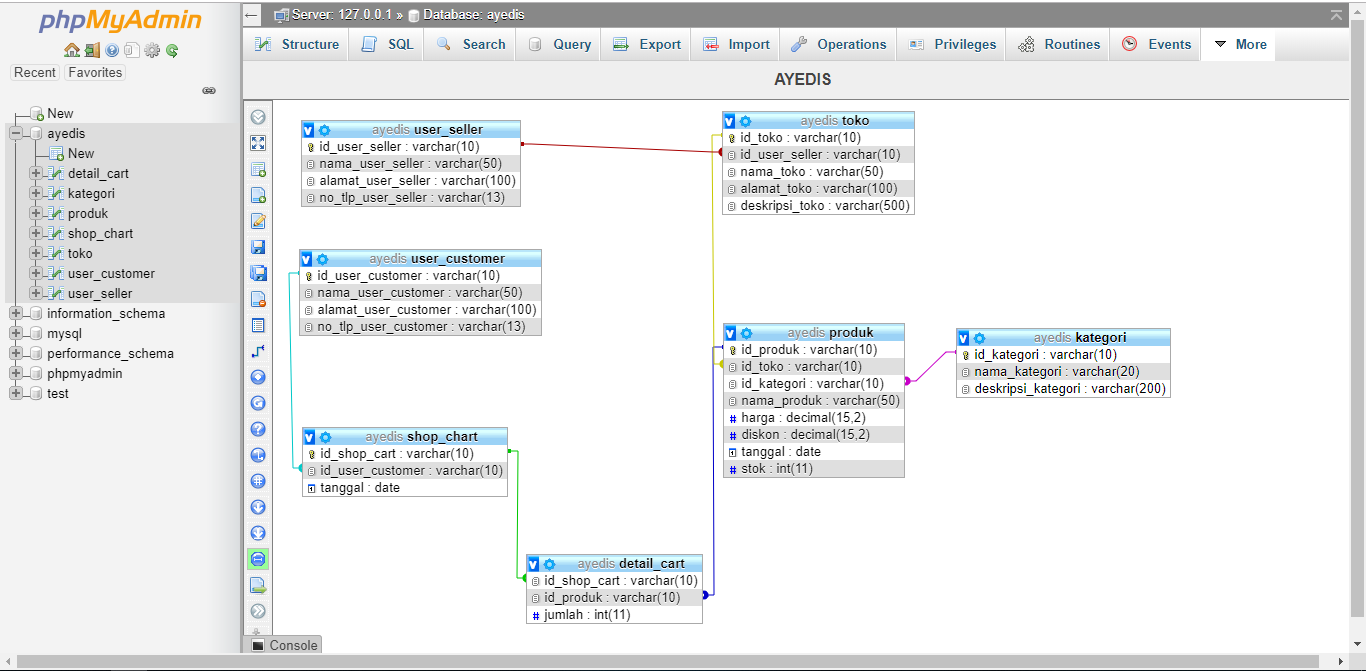 phpMyAdmin
Recent Favorites
New
ayedis
New
detail_cart
kategori
produk
shop_chart
toko
user_customer
user_seller
information_schema
mysql
performance_schema
phpmyadmin
test
Server: 127.0.0.1 » Database: ayedis
Structure SQL Search Query Export Import Operations Privileges Routines Events More
AYEDIS
ayedis user_seller
id_user_seller : varchar(10)
nama_user_seller : varchar(50)
alamat_user_seller : varchar(100)
no_tlp_user_seller : varchar(13)
ayedis toko
id_toko : varchar(10)
id_user_seller : varchar(10)
nama_toko : varchar(50)
alamat_toko : varchar(100)
deskripsi_toko : varchar(500)
ayedis user_customer
id_user_customer : varchar(10)
nama_user_customer : varchar(50)
alamat_user_customer : varchar(100)
no_tlp_user_customer : varchar(13)
ayedis produk
id_produk : varchar(10)
id_toko : varchar(10)
id_kategori : varchar(10)
nama_produk : varchar(50)
# harga : decimal(15,2)
# diskon : decimal(15,2)
tanggal : date
# stok : int(11)
ayedis kategori
id_kategori : varchar(10)
nama_kategori : varchar(20)
deskripsi_kategori : varchar(200)
ayedis shop_chart
id_shop_cart : varchar(10)
id_user_customer : varchar(10)
tanggal : date
ayedis detail_cart
id_shop_cart : varchar(10)
id_produk : varchar(10)
# jumlah : int(11)
Console